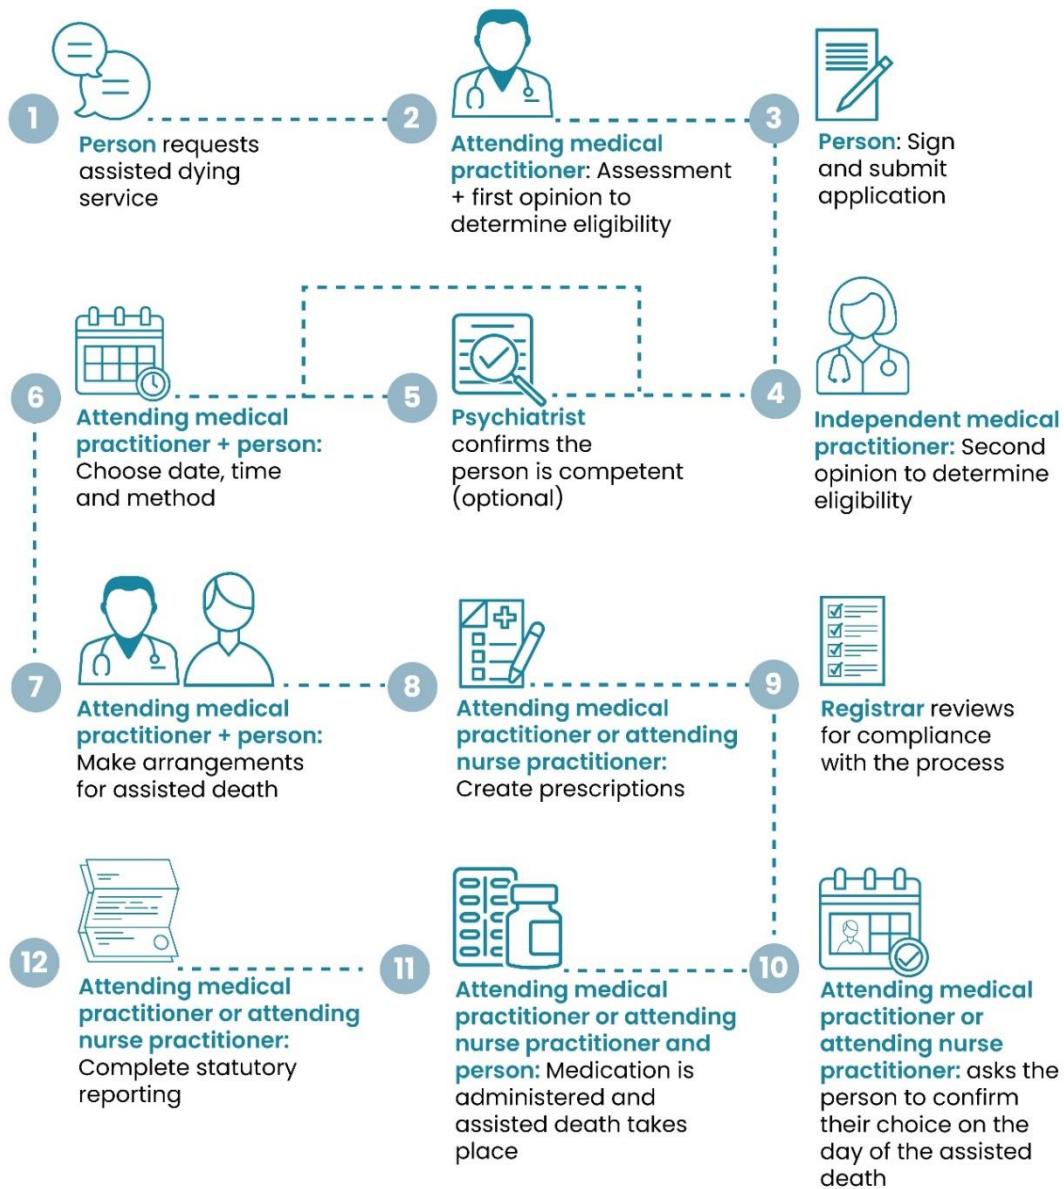 1
Person requests
assisted dying
service
2
Attending medical
practitioner: Assessment
+ first opinion to
determine eligibility
3
Person: Sign
and submit
application
4
Independent medical
practitioner: Second
opinion to determine
eligibility
5
Psychiatrist
confirms the
person is competent
(optional)
6
Attending medical
practitioner + person:
Choose date, time
and method
7
Attending medical
practitioner + person:
Make arrangements
for assisted death
8
Attending medical
practitioner or attending
nurse practitioner:
Create prescriptions
9
Registrar reviews
for compliance
with the process
10
Attending medical
practitioner or
attending nurse
practitioner: asks the
person to confirm
their choice on the
day of the assisted
death
11
Attending medical
practitioner or attending
nurse practitioner and
person: Medication is
administered and
assisted death takes
place
12
Attending medical
practitioner or attending
nurse practitioner:
Complete statutory
reporting